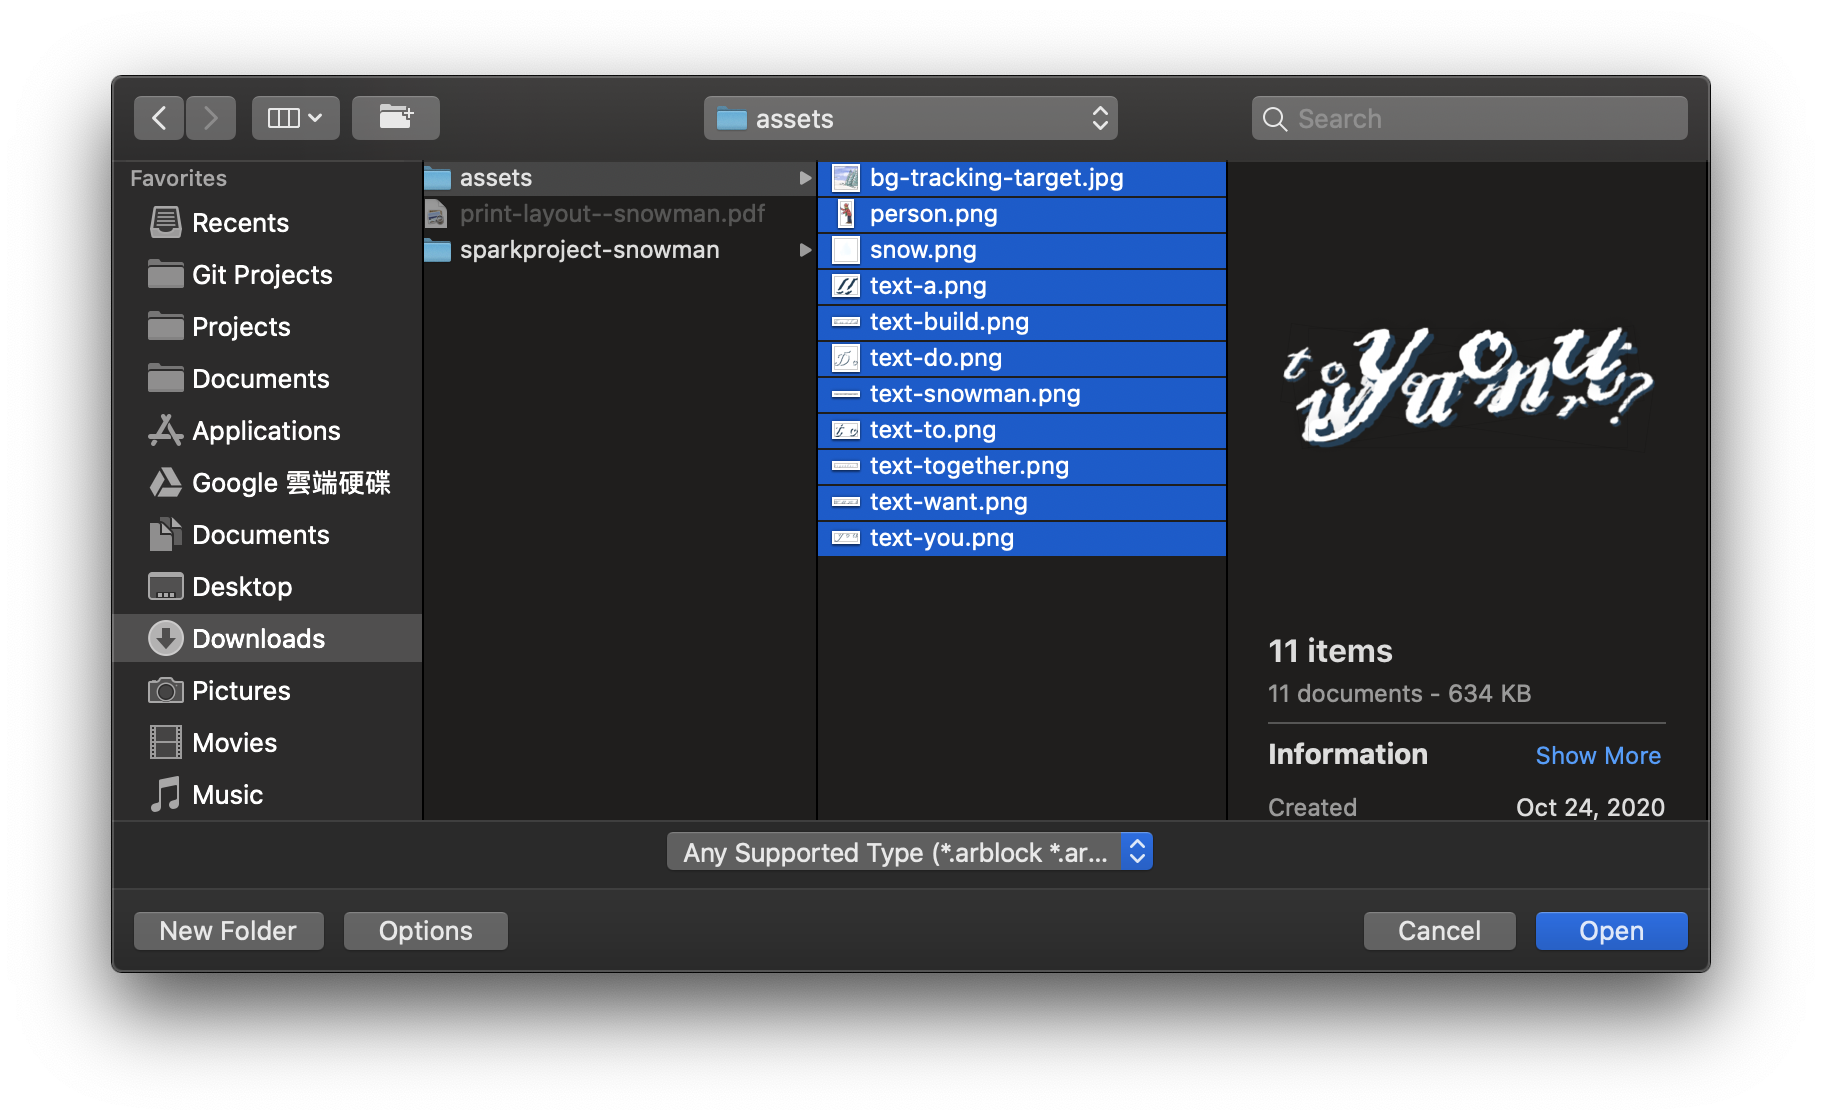 assets
Search
Favorites
Recents
Git Projects
Projects
Documents
Applications
Google 雲端硬碟
Documents
Desktop
Downloads
Pictures
Movies
Music
assets
print-layout--snowman.pdf
sparkproject-snowman
bg-tracking-target.jpg
person.png
snow.png
text-a.png
text-build.png
text-do.png
text-snowman.png
text-to.png
text-together.png
text-want.png
text-you.png
11 items
11 documents - 634 KB
Information
Show More
Created
Oct 24, 2020
Any Supported Type (*.arblock *.ar...
New Folder
Options
Cancel
Open